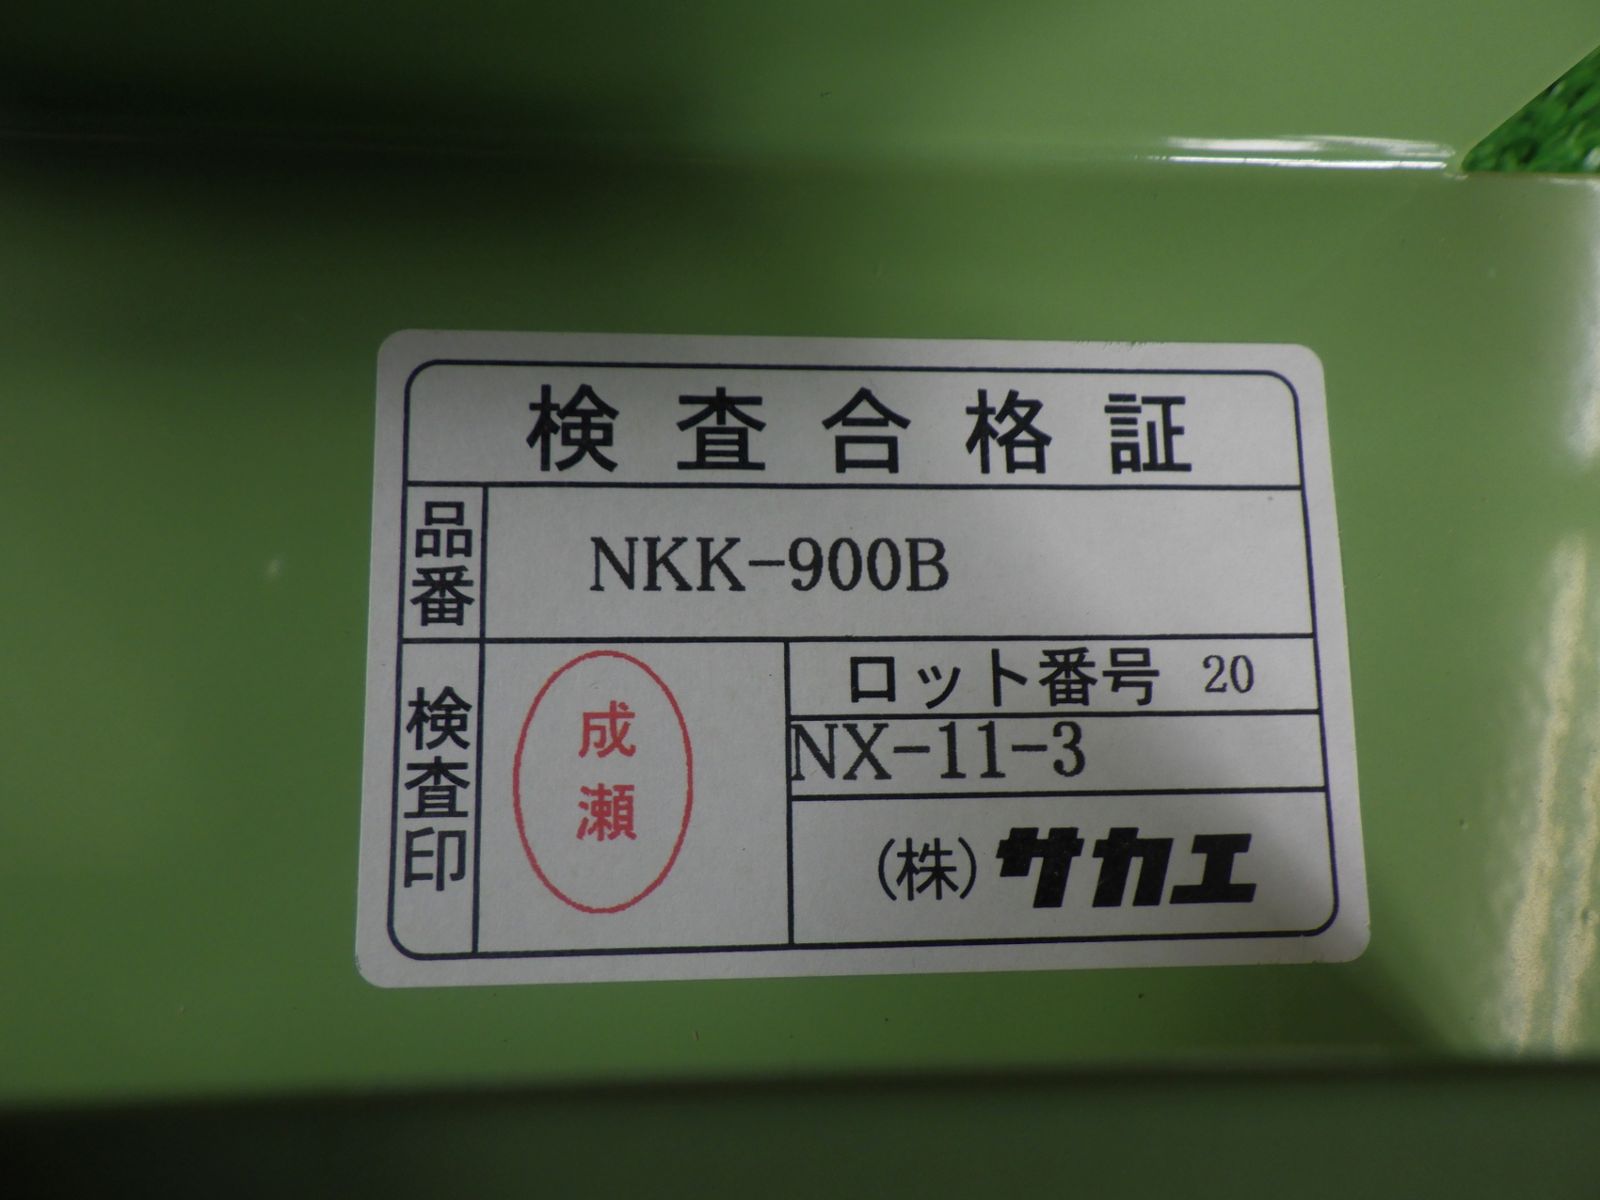 検査合格証
品番
NKK-900B
検査印
成瀬
ロット番号 20
NX-11-3
(株)サカエ